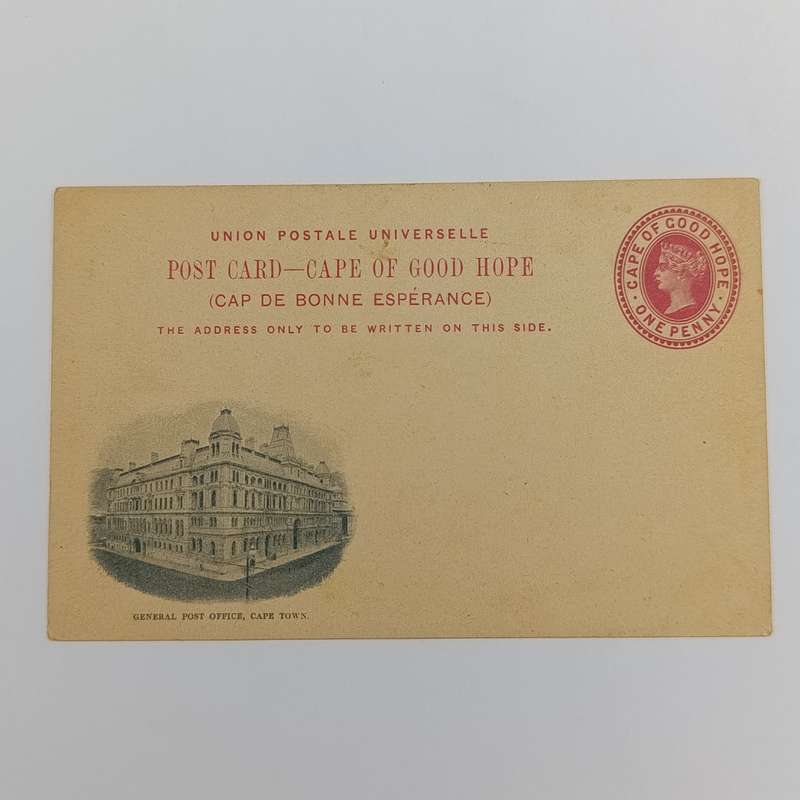 UNION POSTALE UNIVERSELLE
POST CARD—CAPE OF GOOD HOPE
(CAP DE BONNE ESPÉRANCE)
THE ADDRESS ONLY TO BE WRITTEN ON THIS SIDE.
CAPE OF GOOD HOPE
ONE PENNY
GENERAL POST OFFICE, CAPE TOWN.